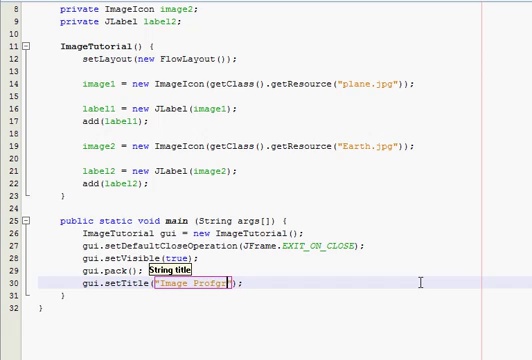 8 private ImageIcon image2;
9 private JLabel label2;
10
11 ImageTutorial() {
12 setLayout(new FlowLayout());
13
14 image1 = new ImageIcon(getClass().getResource("plane.jpg"));
15
16 label1 = new JLabel(image1);
17 add(label1);
18
19 image2 = new ImageIcon(getClass().getResource("Earth.jpg"));
20
21 label2 = new JLabel(image2);
22 add(label2);
23 }
24
25 public static void main (String args[]) {
26 ImageTutorial gui = new ImageTutorial();
27 gui.setDefaultCloseOperation(JFrame.EXIT_ON_CLOSE);
28 gui.setVisible(true);
29 gui.pack(); String title
30 gui.setTitle("Image Profgr");
31 }
32 }